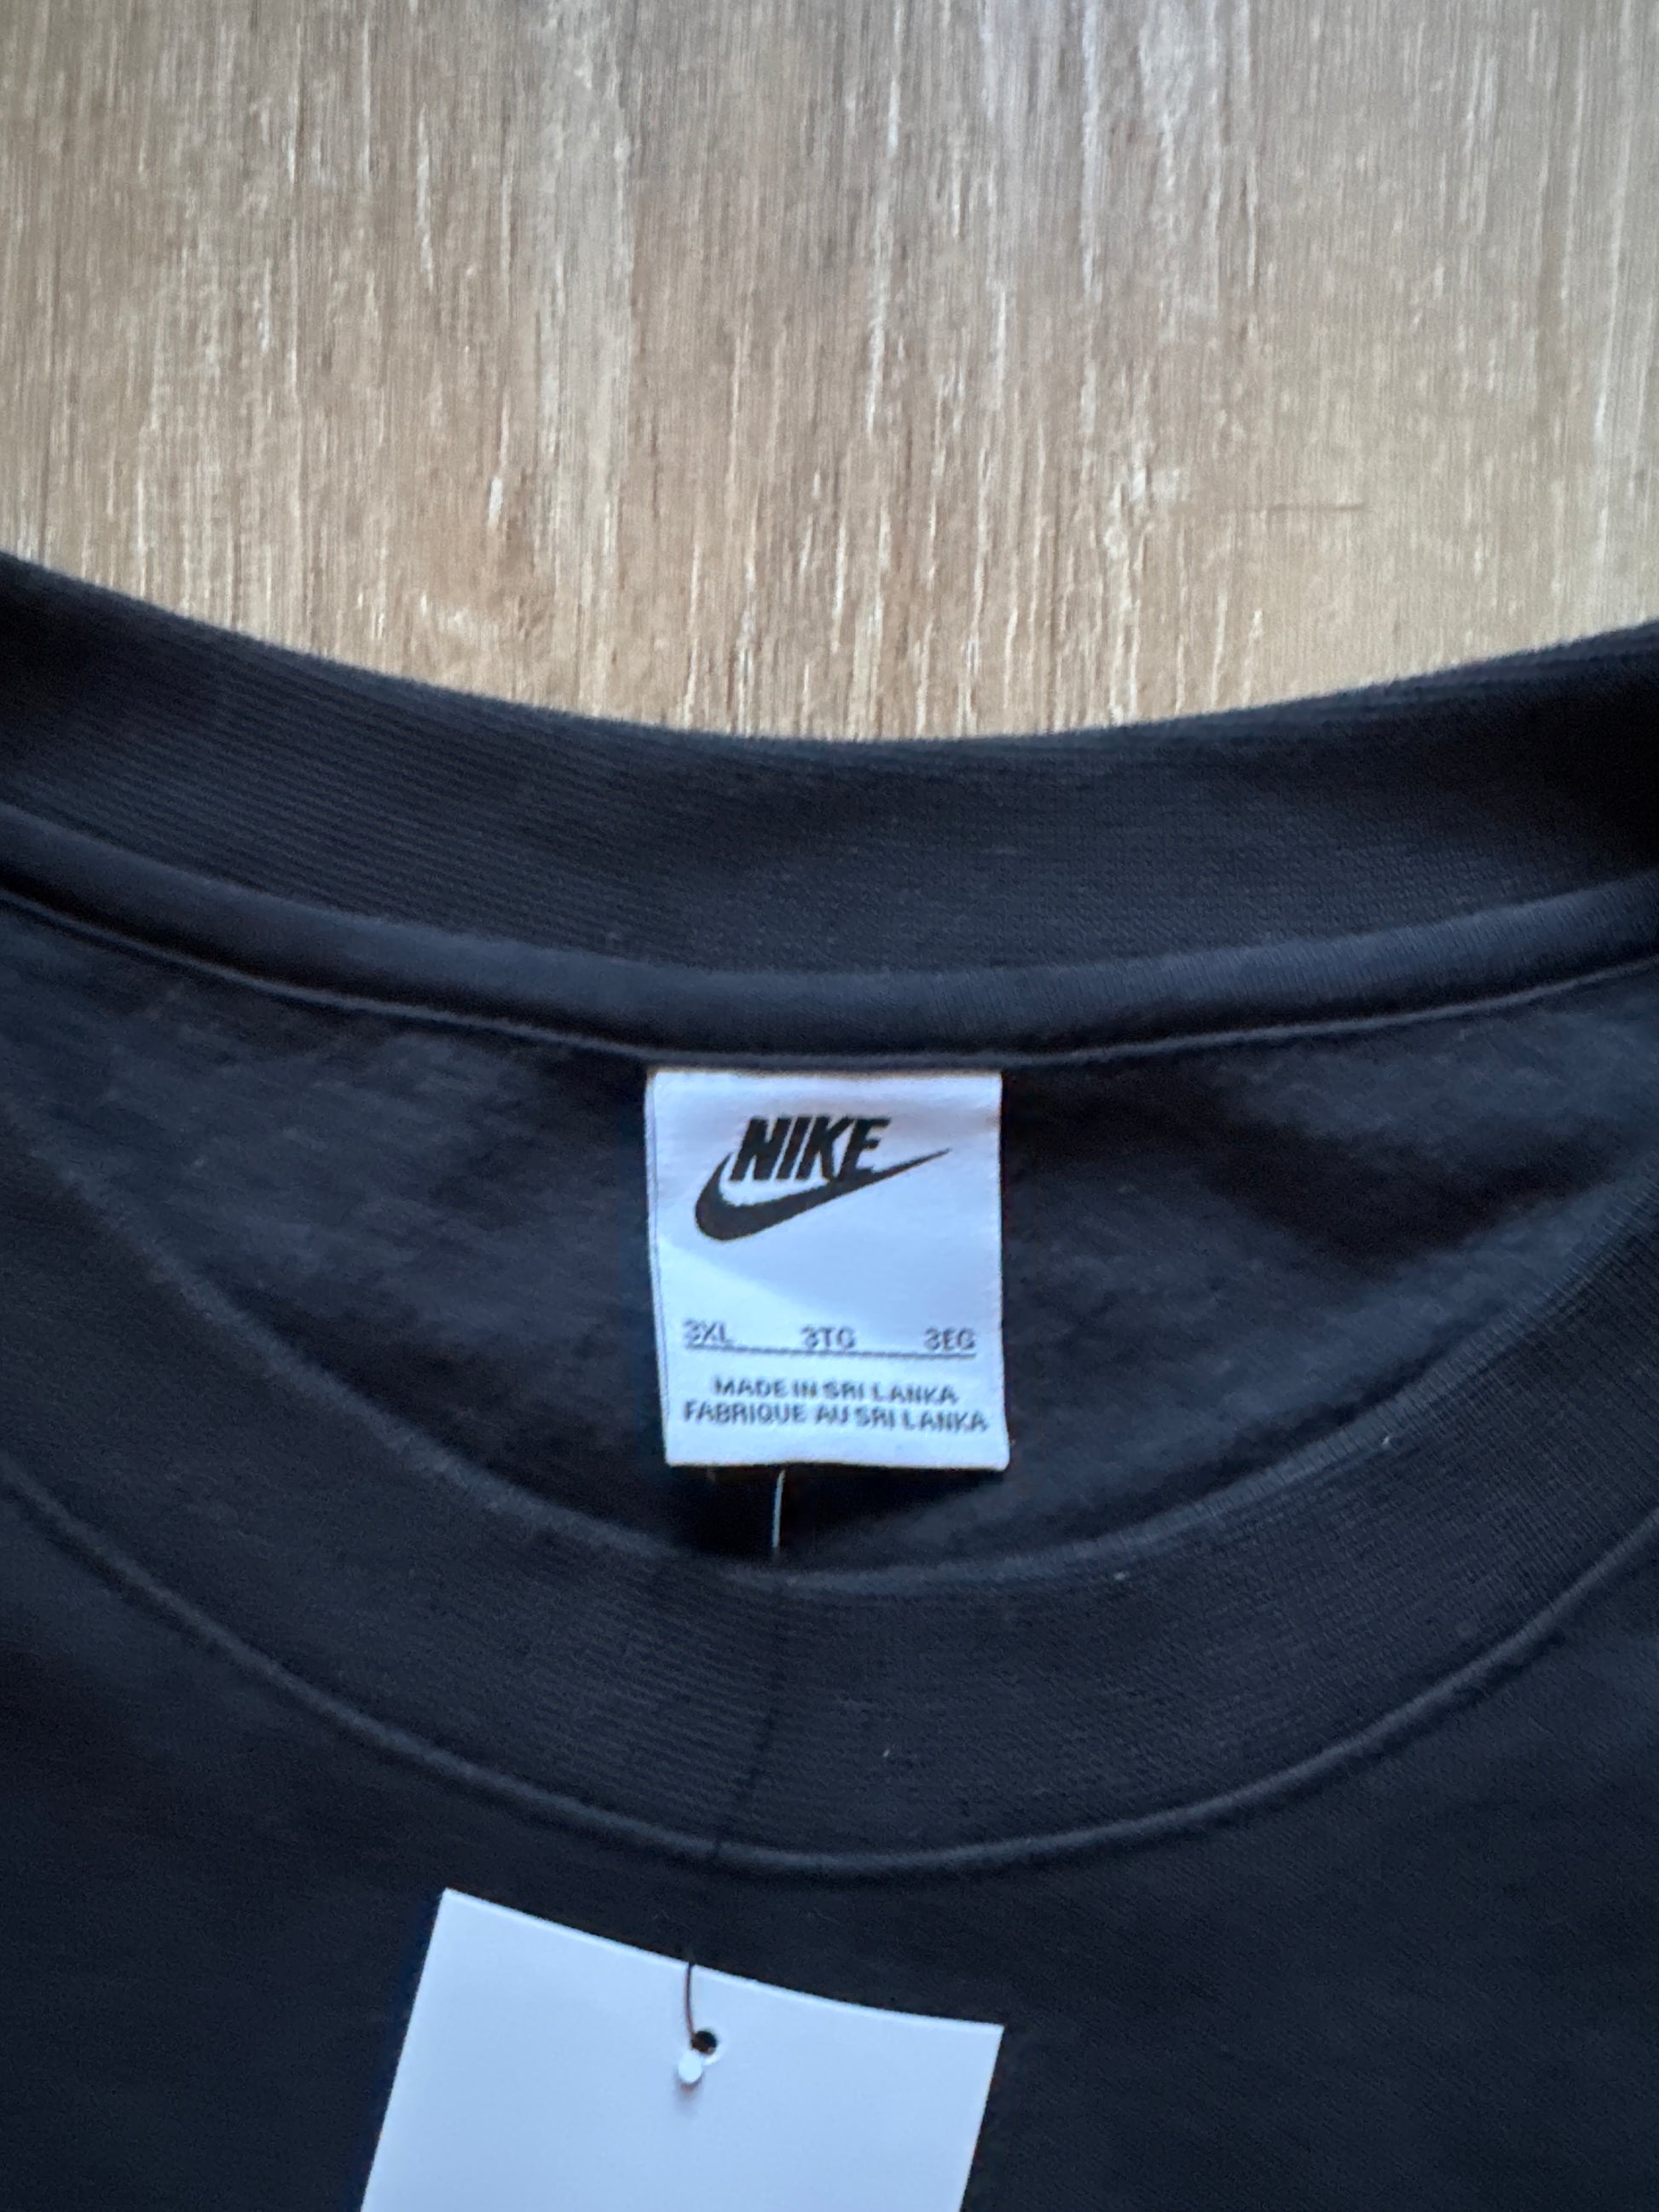 NIKE
3XL 3TG 3EG
MADE IN SRI LANKA
FABRIQUE AU SRI LANKA